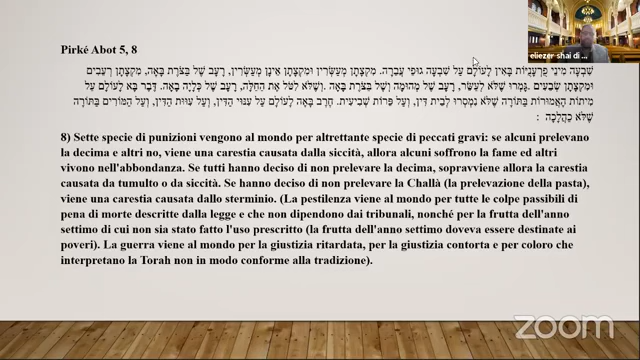 eliezer shai di ...
Pirké Abot 5, 8
שִׁבְעָה מִינֵי פֻרְעָנֻיּוֹת בָּאִין לָעוֹלָם עַל שִׁבְעָה גוּפֵי עֲבֵרָה. מִקְצָתָן מְעַשְּׂרִין וּמִקְצָתָן אֵינָן מְעַשְּׂרִין, רָעָב שֶׁל בַּצֹּרֶת בָּאָה, מִקְצָתָן רְעֵבִים
וּמִקְצָתָן שְׂבֵעִים. גָּמְרוּ שֶׁלֹּא לְעַשֵּׂר, רָעָב שֶׁל מְהוּמָה וְשֶׁל בַּצֹּרֶת בָּאָה. וְשֶׁלֹּא לִטֹּל אֶת הַחַלָּה, רָעָב שֶׁל כְּלָיָה בָאָה. דֶּבֶר בָּא לָעוֹלָם עַל
מִיתוֹת הָאֲמוּרוֹת בַּתּוֹרָה שֶׁלֹּא נִמְסְרוּ לְבֵית דִּין, וְעַל פֵּרוֹת שְׁבִיעִית. חֶרֶב בָּאָה לָעוֹלָם עַל עִנּוּי הַדִּין, וְעַל עִוּוּת הַדִּין, וְעַל הַמּוֹרִים בַּתּוֹרָה
שֶׁלֹּא כַהֲלָכָה :
8) Sette specie di punizioni vengono al mondo per altrettante specie di peccati gravi: se alcuni prelevano
la decima e altri no, viene una carestia causata dalla siccità, allora alcuni soffrono la fame ed altri
vivono nell'abbondanza. Se tutti hanno deciso di non prelevare la decima, sopravviene allora la carestia
causata da tumulto o da siccità. Se hanno deciso di non prelevare la Challà (la prelevazione della pasta),
viene una carestia causata dallo sterminio. (La pestilenza viene al mondo per tutte le colpe passibili di
pena di morte descritte dalla legge e che non dipendono dai tribunali, nonché per la frutta dell'anno
settimo di cui non sia stato fatto l'uso prescritto (la frutta dell'anno settimo doveva essere destinate ai
poveri). La guerra viene al mondo per la giustizia ritardata, per la giustizia contorta e per coloro che
interpretano la Torah non in modo conforme alla tradizione).
zoom